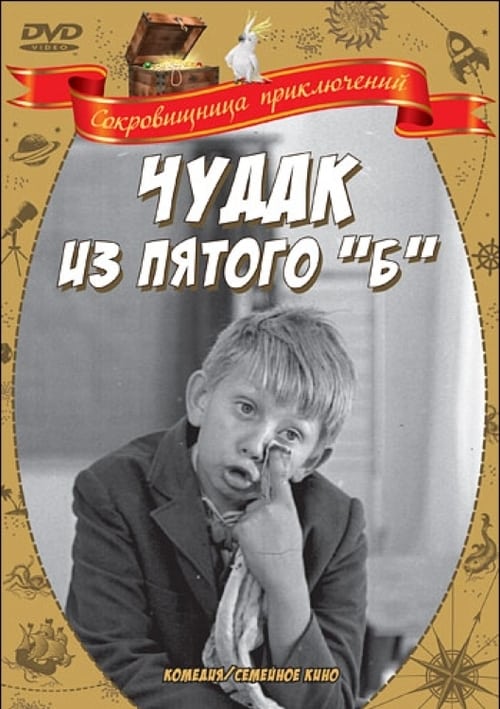 DVD
VIDEO
Сокровищница приключений
ЧУДАК
ИЗ ПЯТОГО "Б"
КОМЕДИЯ/СЕМЕЙНОЕ КИНО